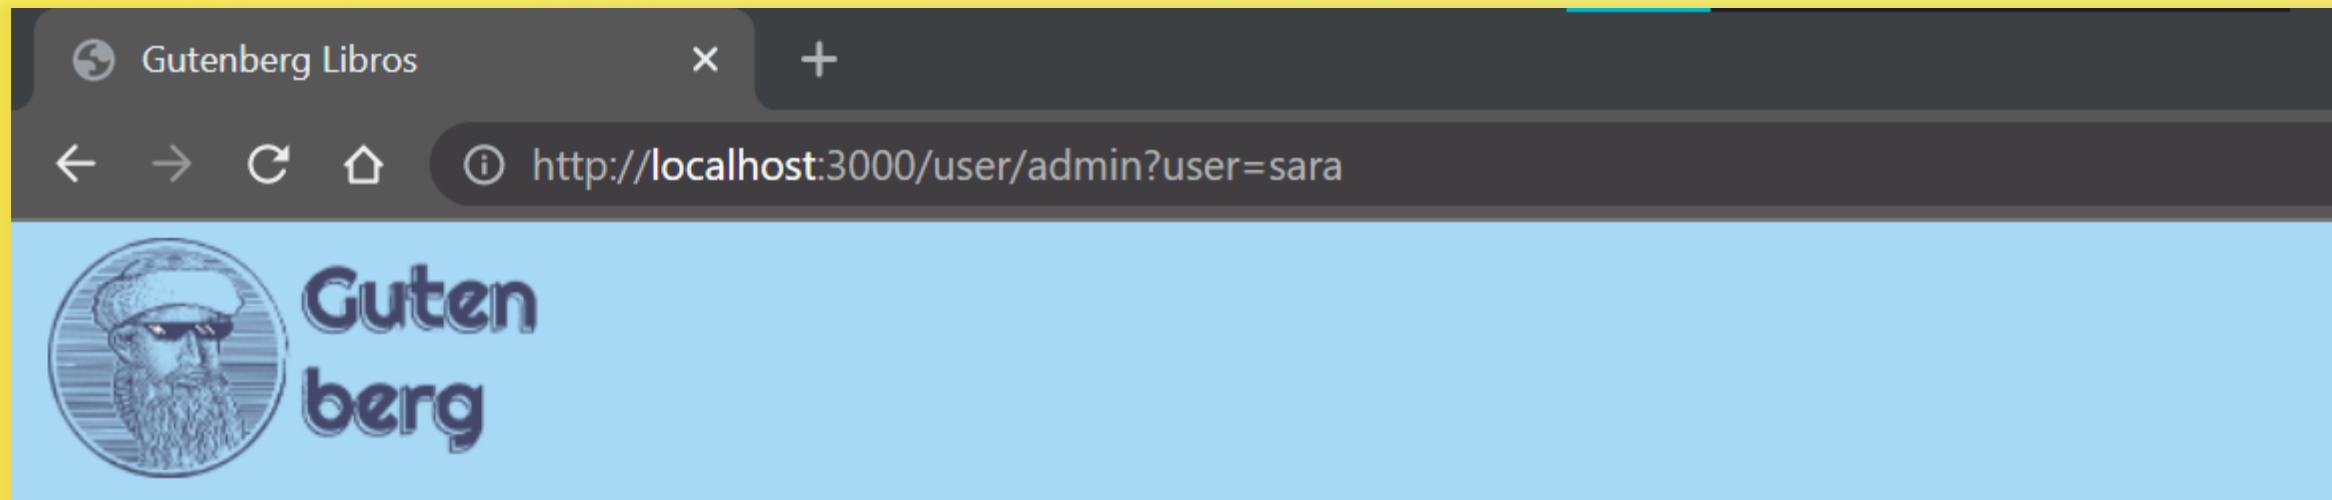 Gutenberg Libros
http://localhost:3000/user/admin?user=sara
Guten
berg